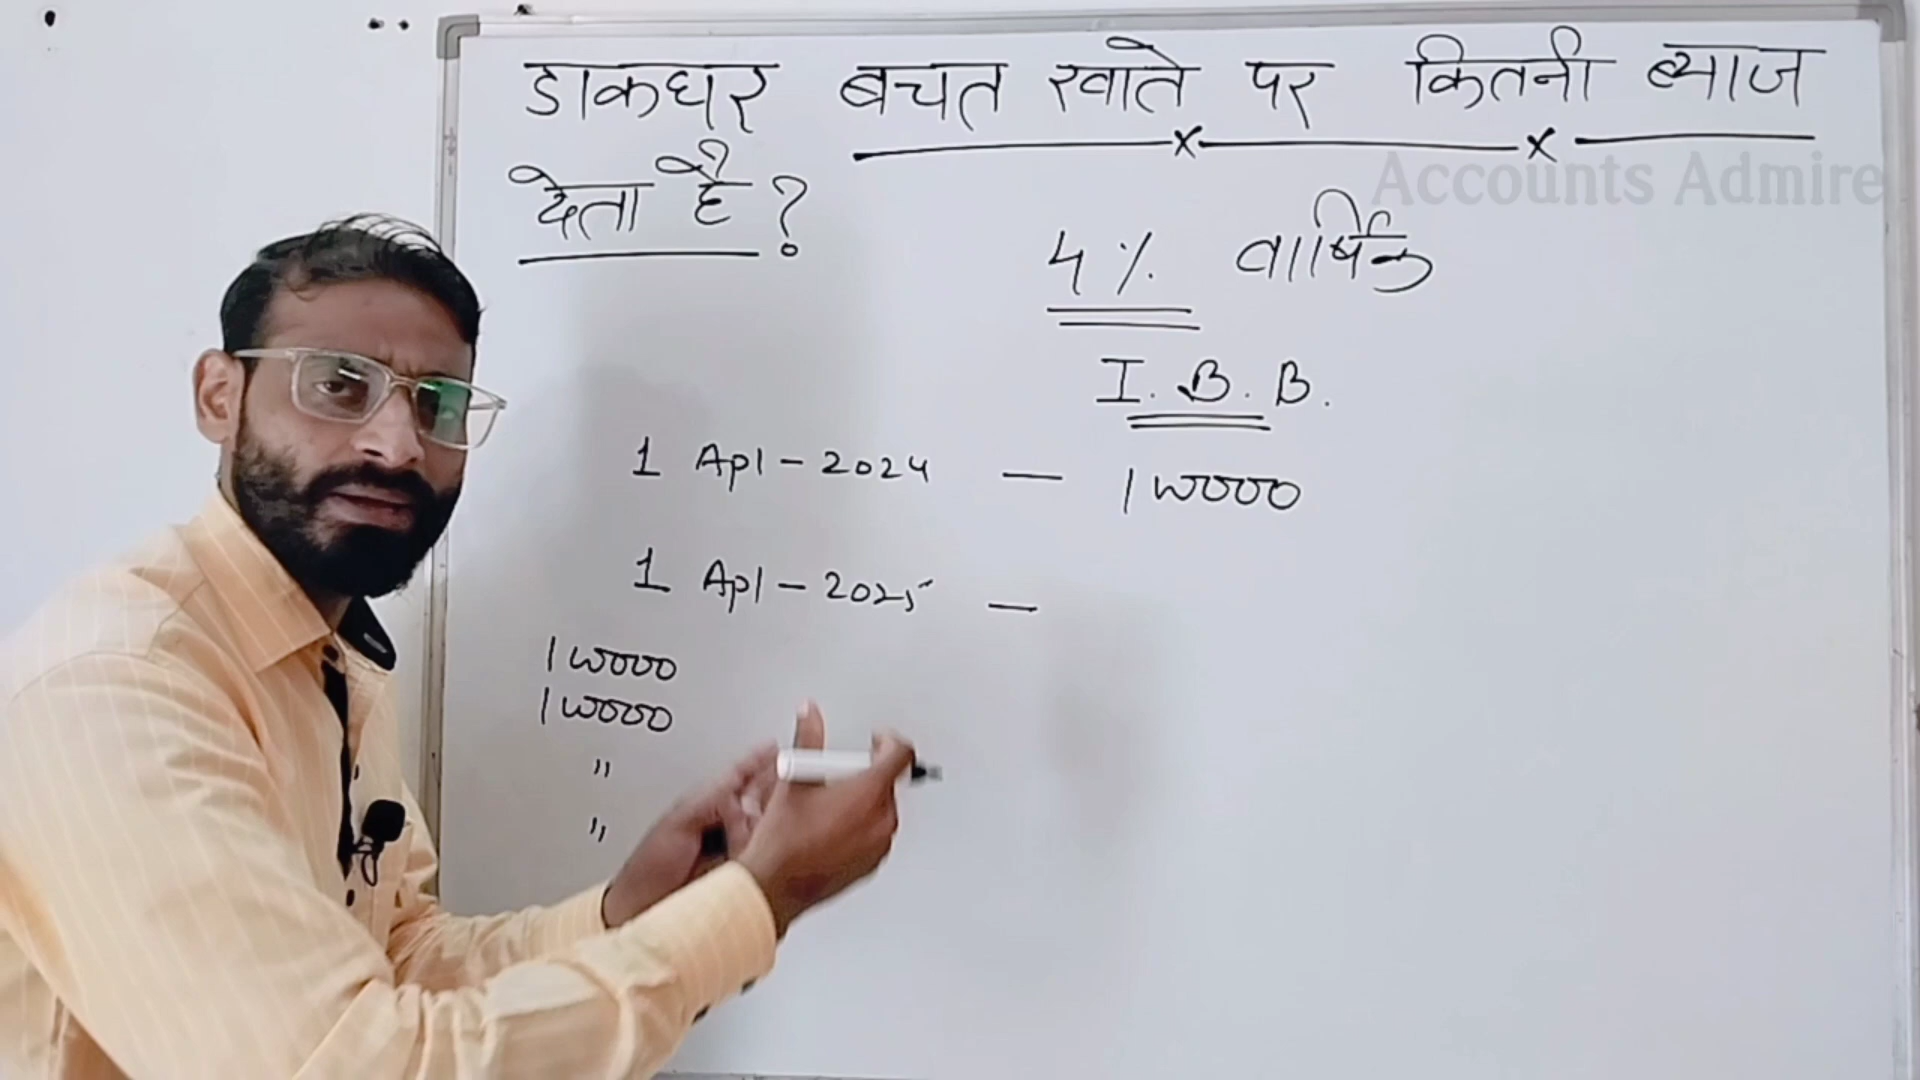 डाकघर बचत खाते पर कितनी ब्याज
देता है?
Accounts Admire
4% वार्षिक
I. B. B.
1 Apl - 2024 — 100000
1 Apl - 2025 —
100000
100000
"
"